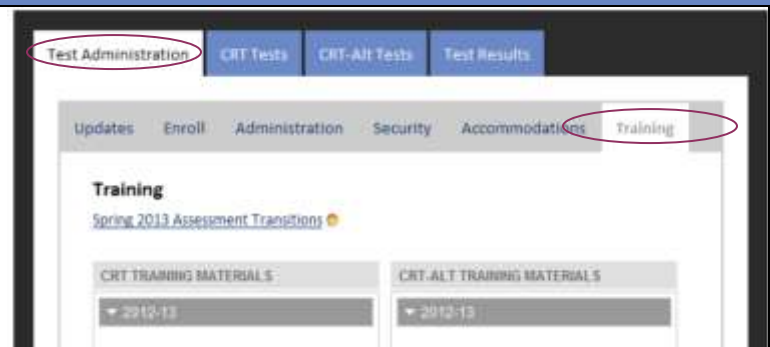 Test Administration CRT Tests CRT-Alt Tests Test Results
Updates Enroll Administration Security Accommodations Training
Training
Spring 2013 Assessment Transitions
CRT TRAINING MATERIALS CRT-ALT TRAINING MATERIALS
2012-13 2012-13